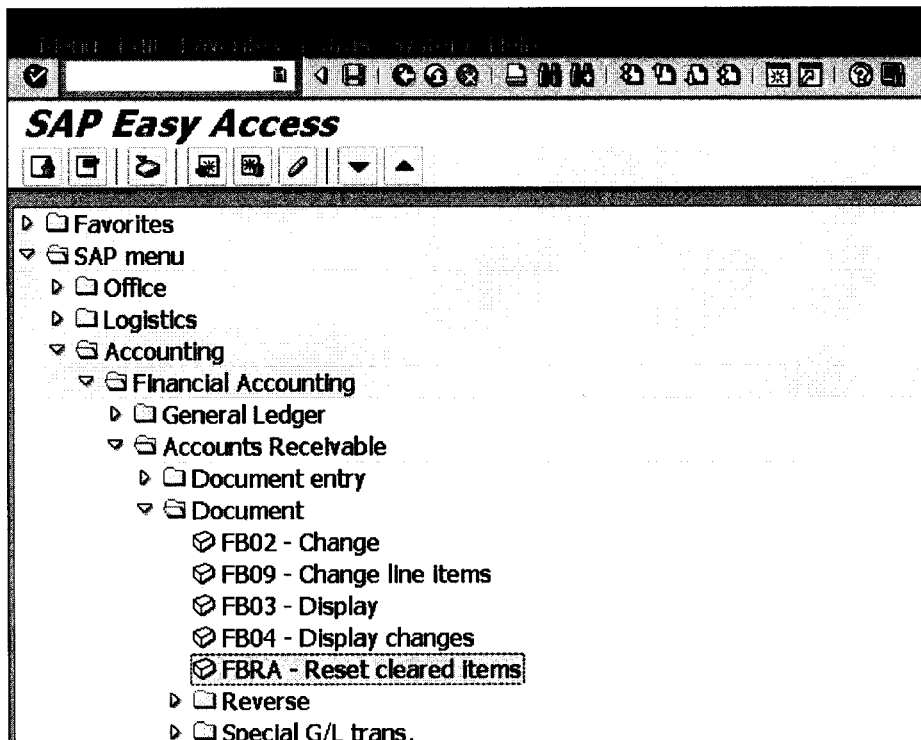 SAP Easy Access
Favorites
SAP menu
Office
Logistics
Accounting
Financial Accounting
General Ledger
Accounts Receivable
Document entry
Document
FB02 - Change
FB09 - Change line items
FB03 - Display
FB04 - Display changes
FBRA - Reset cleared items
Reverse
Special G/L trans.